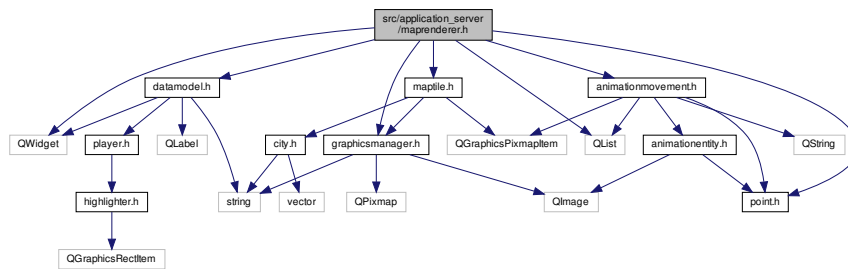 src/application_server
/maprenderer.h
datamodel.h
maptile.h
animationmovement.h
QWidget
player.h
QLabel
city.h
graphicsmanager.h
QGraphicsPixmapItem
QList
animationentity.h
QString
highlighter.h
string
vector
QPixmap
QImage
point.h
QGraphicsRectItem